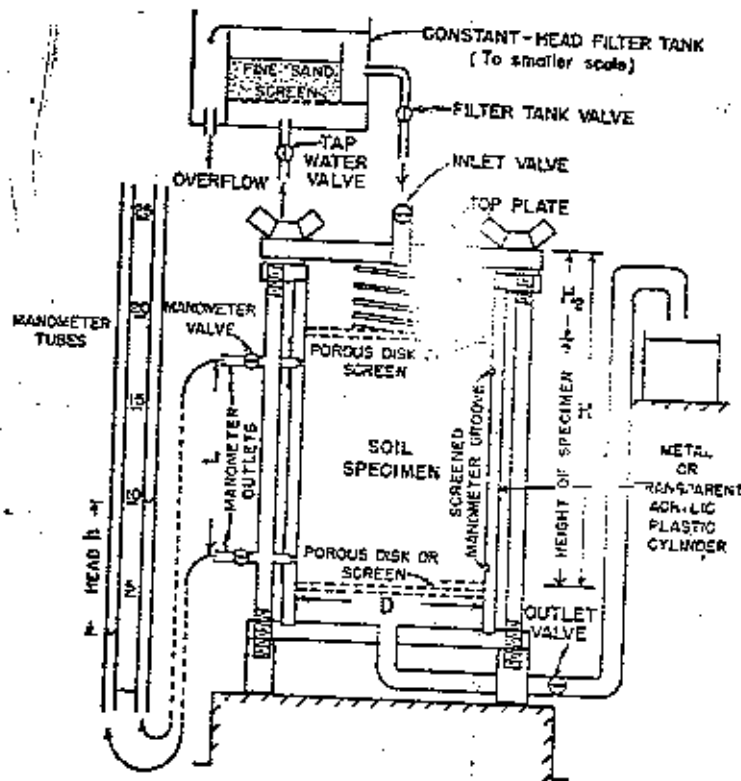 CONSTANT-HEAD FILTER TANK
(To smaller scale)
FINE SAND
SCREEN
FILTER TANK VALVE
TAP
WATER
VALVE
OVERFLOW
INLET VALVE
TOP PLATE
25
20
15
10
5
MANOMETER
TUBES
MANOMETER
VALVE
POROUS DISK
SCREEN
L
MANOMETER
OUTLETS
SOIL
SPECIMEN
SCREENED
MANOMETER GROOVE
HEIGHT OF SPECIMEN
METAL
OR
TRANSPARENT
ACRYLIC
PLASTIC
CYLINDER
HEAD h
POROUS DISK OR
SCREEN
D
OUTLET
VALVE